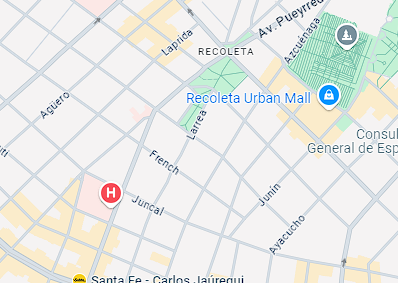 Av. Pueyrre
Laprida
RECOLETA
Azcuénaga
Recoleta Urban Mall
Agüero
Larrea
Consul
General de Esp
French
H
Juncal
Junín
Ayacucho
Santa Fe - Carlos Jáuregui